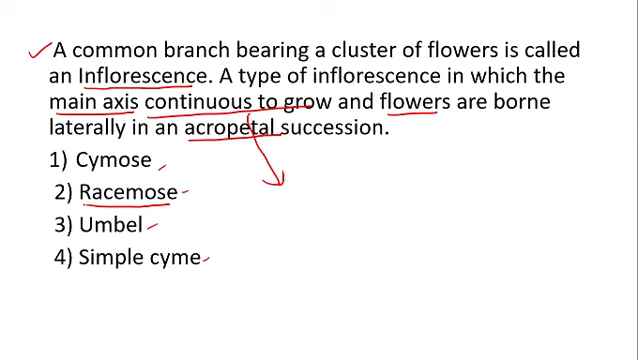 A common branch bearing a cluster of flowers is called
an Inflorescence. A type of inflorescence in which the
main axis continuous to grow and flowers are borne
laterally in an acropetal succession.
1) Cymose
2) Racemose
3) Umbel
4) Simple cyme